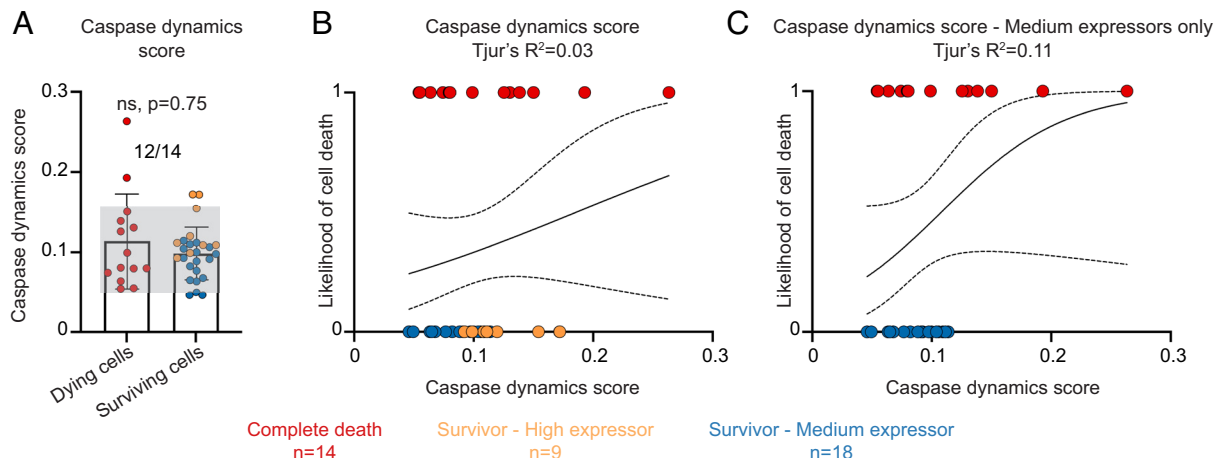 A
Caspase dynamics
score
ns, p=0.75
12/14
Caspase dynamics score
0.3
0.2
0.1
0
Dying cells
Surviving cells
B
Caspase dynamics score
Tjur's R²=0.03
Likelihood of cell death
1
0
0
0.1
0.2
0.3
Caspase dynamics score
C
Caspase dynamics score - Medium expressors only
Tjur's R²=0.11
Likelihood of cell death
1
0
0
0.1
0.2
0.3
Caspase dynamics score
Complete death
n=14
Survivor - High expressor
n=9
Survivor - Medium expressor
n=18